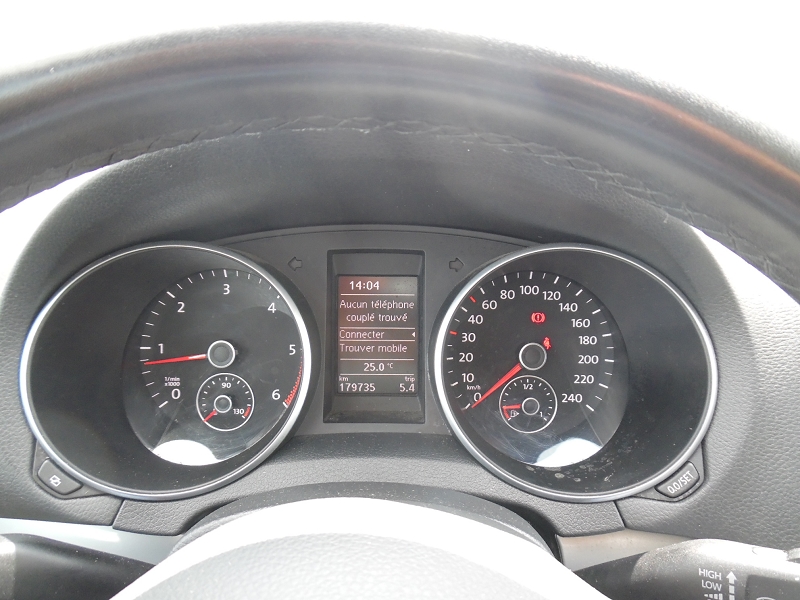 14:04
Aucun téléphone
couplé trouvé
Connecter
Trouver mobile
25.0 °C
km trip
179735 5.4
0 1 2 3 4 5 6
1/min
x1000
90
130
0 10 20 30 40 60 80 100 120 140 160 180 200 220 240
km/h
1/2
1
0.0/SET
HIGH
LOW